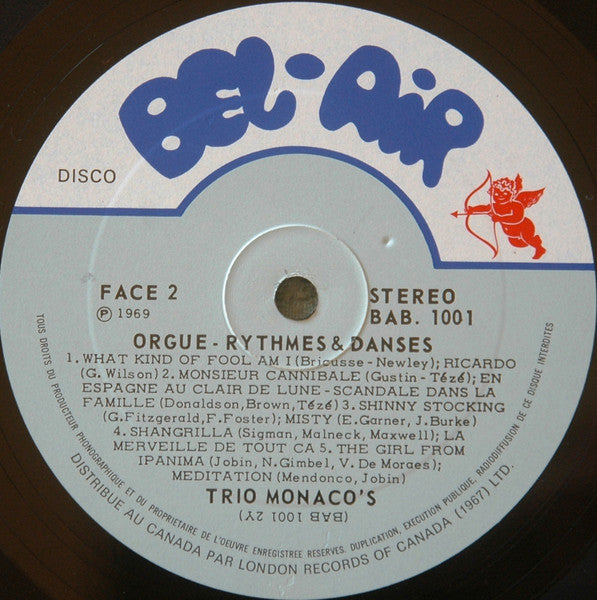 BEL-AIR
DISCO
FACE 2
STEREO
℗ 1969
BAB. 1001
ORGUE - RYTHMES & DANSES
1. WHAT KIND OF FOOL AM I (Bricusse - Newley); RICARDO
(G. Wilson) 2. MONSIEUR CANNIBALE (Gustin - Tézé); EN
ESPAGNE AU CLAIR DE LUNE - SCANDALE DANS LA
FAMILLE (Donaldson, Brown, Tézé) 3. SHINNY STOCKING
(G. Fitzgerald, F. Foster); MISTY (E. Garner, J. Burke)
4. SHANGRILLA (Sigman, Malneck, Maxwell); LA
MERVEILLE DE TOUT CA 5. THE GIRL FROM
IPANIMA (Jobin, N. Gimbel, V. De Moraes);
MEDITATION (Mendonco, Jobin)
TRIO MONACO'S
(BAB 1001 2Y)
TOUS DROITS DU PRODUCTEUR PHONOGRAPHIQUE ET DU PROPRIETAIRE DE L'OEUVRE ENREGISTREE RESERVES. DUPLICATION, EXECUTION PUBLIQUE, RADIODIFFUSION DE CE DISQUE INTERDITES
DISTRIBUE AU CANADA PAR LONDON RECORDS OF CANADA (1967) LTD.